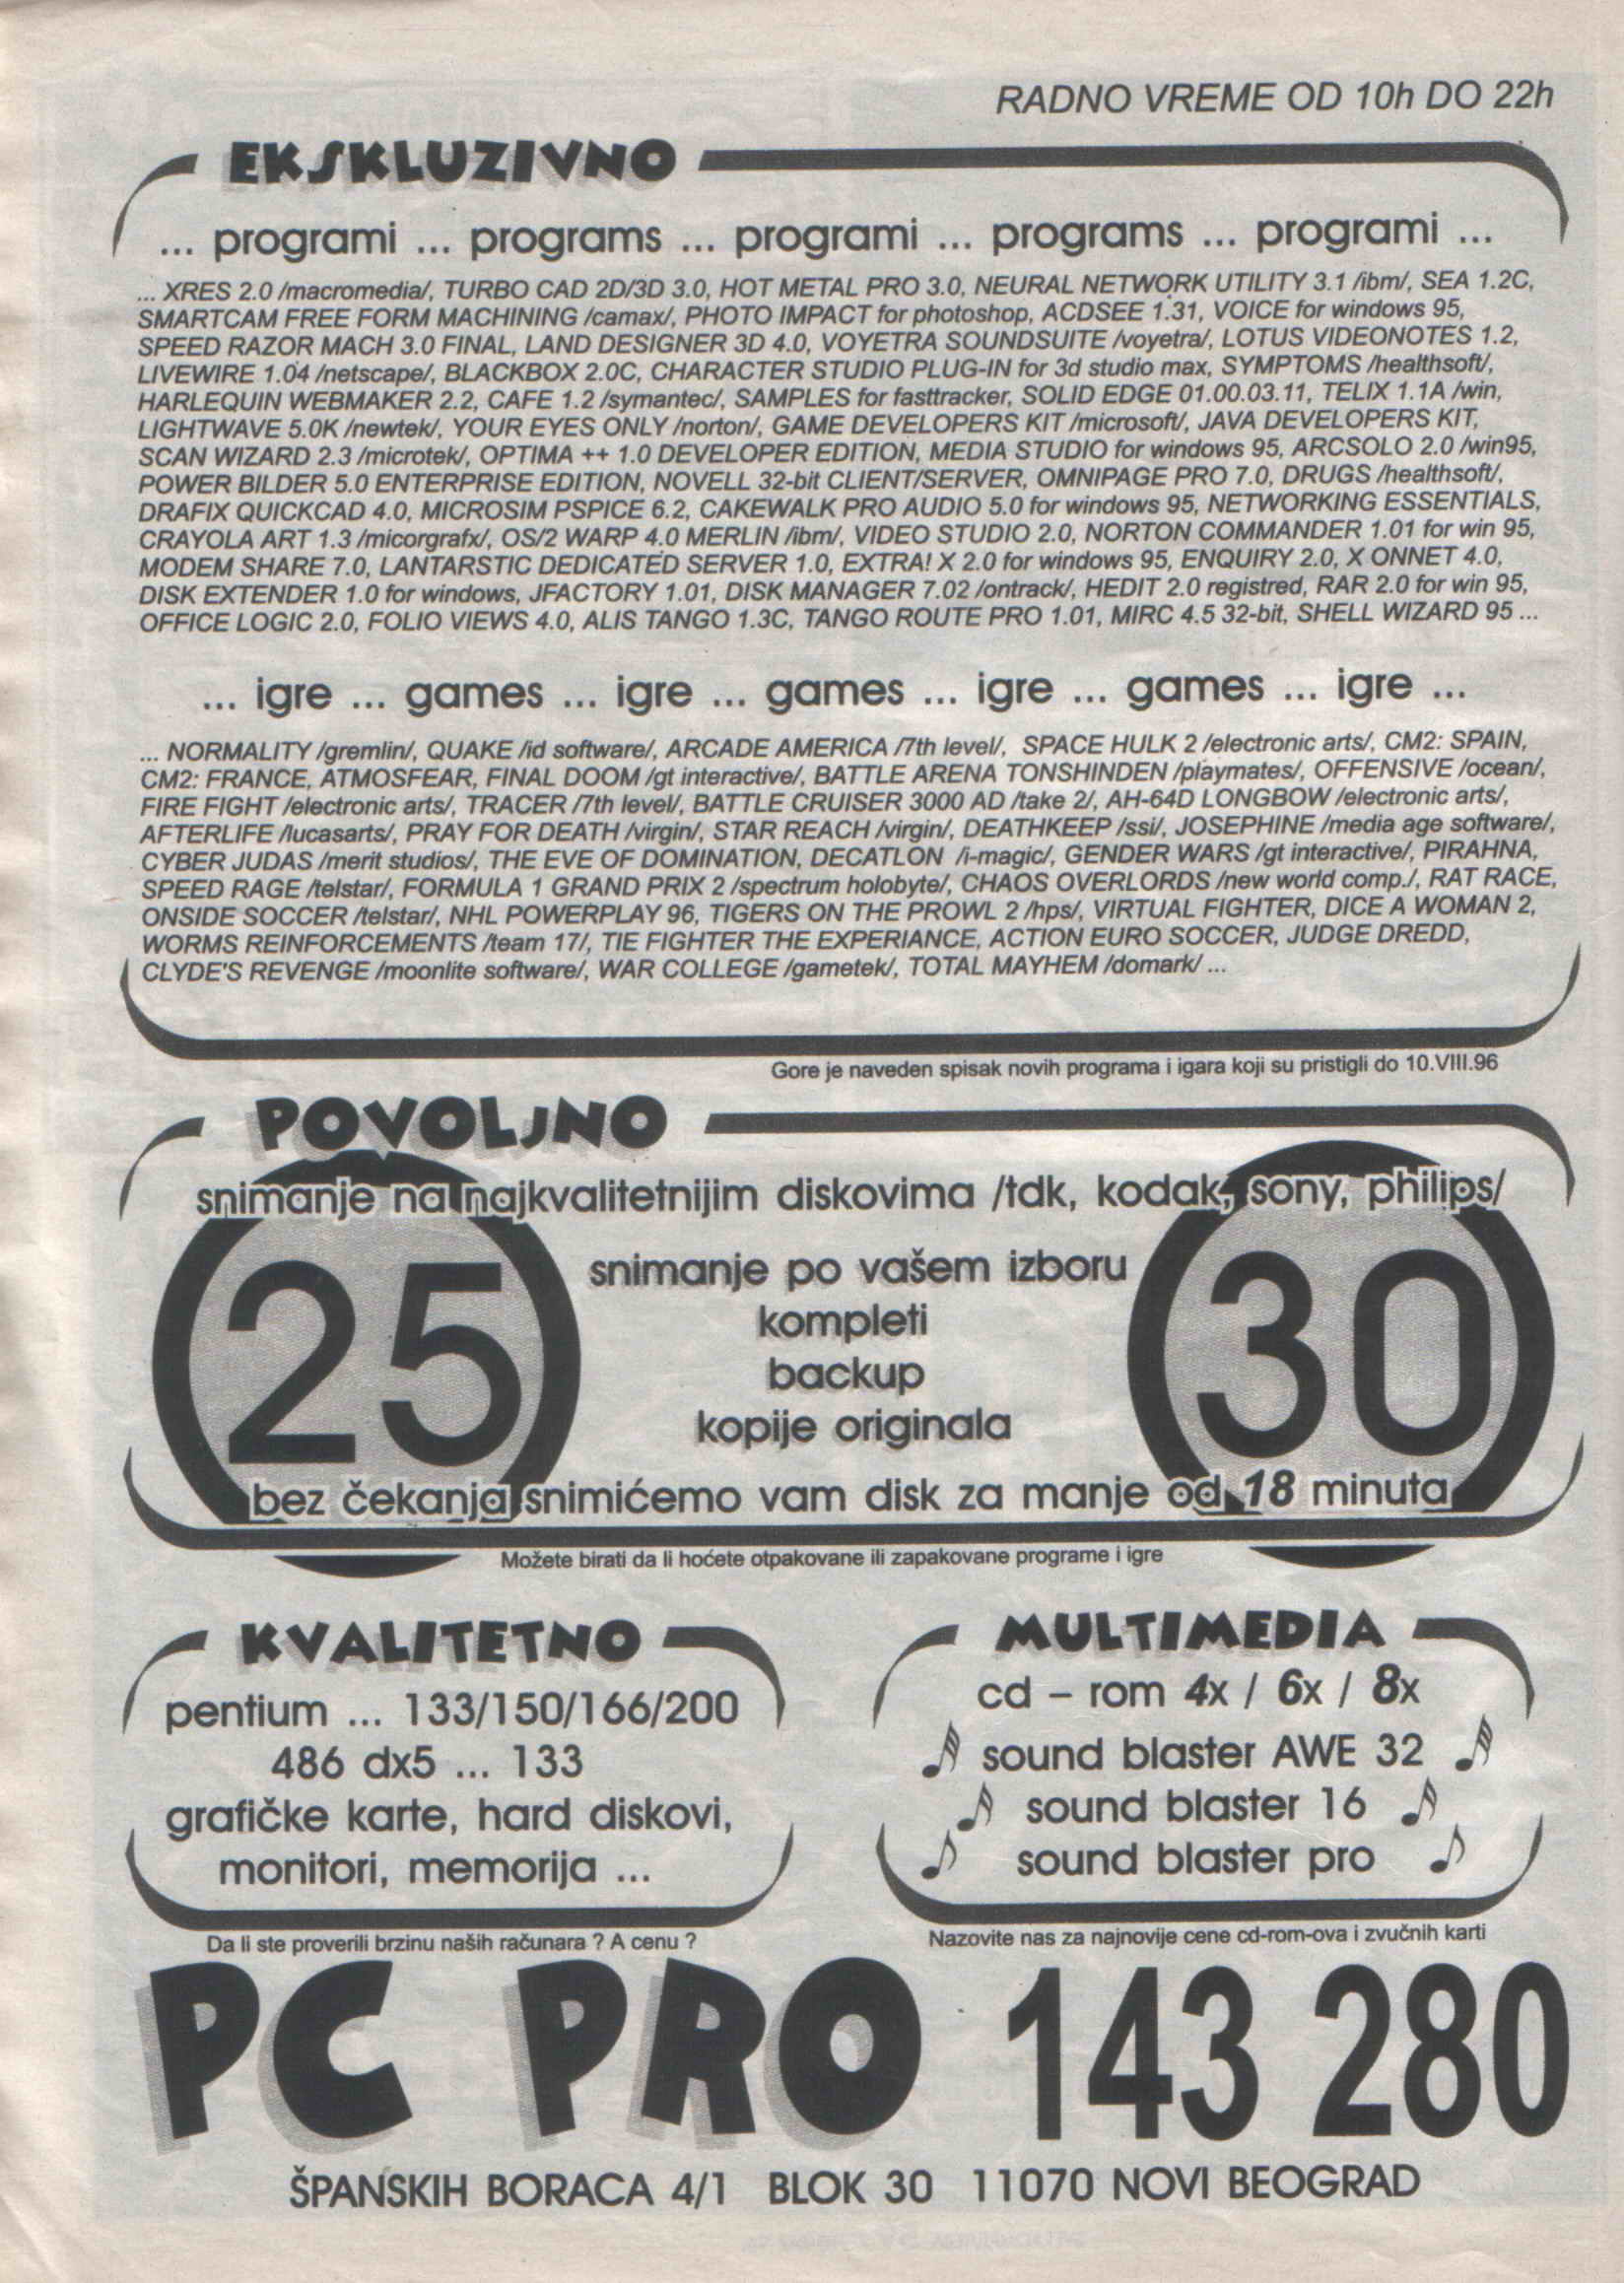 RADNO VREME OD 10h DO 22h
EKSKLUZIVNO
... programi ... programs ... programi ... programs ... programi ...
... XRES 2.0 /macromedia/, TURBO CAD 2D/3D 3.0, HOT METAL PRO 3.0, NEURAL NETWORK UTILITY 3.1 /ibm/, SEA 1.2C,
SMARTCAM FREE FORM MACHINING /camax/, PHOTO IMPACT for photoshop, ACDSEE 1.31, VOICE for windows 95,
SPEED RAZOR MACH 3.0 FINAL, LAND DESIGNER 3D 4.0, VOYETRA SOUNDSUITE /voyetra/, LOTUS VIDEONOTES 1.2,
LIVEWIRE 1.04 /netscape/, BLACKBOX 2.0C, CHARACTER STUDIO PLUG-IN for 3d studio max, SYMPTOMS /healthsoft/,
HARLEQUIN WEBMAKER 2.2, CAFE 1.2 /symantec/, SAMPLES for fasttracker, SOLID EDGE 01.00.03.11, TELIX 1.1A /win,
LIGHTWAVE 5.0K /newtek/, YOUR EYES ONLY /norton/, GAME DEVELOPERS KIT /microsoft/, JAVA DEVELOPERS KIT,
SCAN WIZARD 2.3 /microtek/, OPTIMA ++ 1.0 DEVELOPER EDITION, MEDIA STUDIO for windows 95, ARCSOLO 2.0 /win95,
POWER BILDER 5.0 ENTERPRISE EDITION, NOVELL 32-bit CLIENT/SERVER, OMNIPAGE PRO 7.0, DRUGS /healthsoft/,
DRAFIX QUICKCAD 4.0, MICROSIM PSPICE 6.2, CAKEWALK PRO AUDIO 5.0 for windows 95, NETWORKING ESSENTIALS,
CRAYOLA ART 1.3 /micorgrafx/, OS/2 WARP 4.0 MERLIN /ibm/, VIDEO STUDIO 2.0, NORTON COMMANDER 1.01 for win 95,
MODEM SHARE 7.0, LANTARSTIC DEDICATED SERVER 1.0, EXTRA! X 2.0 for windows 95, ENQUIRY 2.0, X ONNET 4.0,
DISK EXTENDER 1.0 for windows, JFACTORY 1.01, DISK MANAGER 7.02 /ontrack/, HEDIT 2.0 registred, RAR 2.0 for win 95,
OFFICE LOGIC 2.0, FOLIO VIEWS 4.0, ALIS TANGO 1.3C, TANGO ROUTE PRO 1.01, MIRC 4.5 32-bit, SHELL WIZARD 95 ...
... igre ... games ... igre ... games ... igre ... games ... igre ...
... NORMALITY /gremlin/, QUAKE /id software/, ARCADE AMERICA /7th level/, SPACE HULK 2 /electronic arts/, CM2: SPAIN,
CM2: FRANCE, ATMOSFEAR, FINAL DOOM /gt interactive/, BATTLE ARENA TONSHINDEN /playmates/, OFFENSIVE /ocean/,
FIRE FIGHT /electronic arts/, TRACER /7th level/, BATTLE CRUISER 3000 AD /take 2/, AH-64D LONGBOW /electronic arts/,
AFTERLIFE /lucasarts/, PRAY FOR DEATH /virgin/, STAR REACH /virgin/, DEATHKEEP /ssi/, JOSEPHINE /media age software/,
CYBER JUDAS /merit studios/, THE EVE OF DOMINATION, DECATLON /i-magic/, GENDER WARS /gt interactive/, PIRAHNA,
SPEED RAGE /telstar/, FORMULA 1 GRAND PRIX 2 /spectrum holobyte/, CHAOS OVERLORDS /new world comp./, RAT RACE,
ONSIDE SOCCER /telstar/, NHL POWERPLAY 96, TIGERS ON THE PROWL 2 /hps/, VIRTUAL FIGHTER, DICE A WOMAN 2,
WORMS REINFORCEMENTS /team 17/, TIE FIGHTER THE EXPERIANCE, ACTION EURO SOCCER, JUDGE DREDD,
CLYDE'S REVENGE /moonlite software/, WAR COLLEGE /gametek/, TOTAL MAYHEM /domark/ ...
Gore je naveden spisak novih programa i igara koji su pristigli do 10.VIII.96
POVOLJNO
snimanje na najkvalitetnijim diskovima /tdk, kodak, sony, philips/
25
snimanje po vašem izboru
kompleti
backup
kopije originala
30
bez čekanja snimićemo vam disk za manje od 18 minuta
Možete birati da li hoćete otpakovane ili zapakovane programe i igre
KVALITETNO
pentium ... 133/150/166/200
486 dx5 ... 133
grafičke karte, hard diskovi,
monitori, memorija ...
Da li ste proverili brzinu naših računara ? A cenu ?
MULTIMEDIA
cd – rom 4x / 6x / 8x
sound blaster AWE 32
sound blaster 16
sound blaster pro
Nazovite nas za najnovije cene cd-rom-ova i zvučnih karti
PC PRO 143 280
ŠPANSKIH BORACA 4/1 BLOK 30 11070 NOVI BEOGRAD